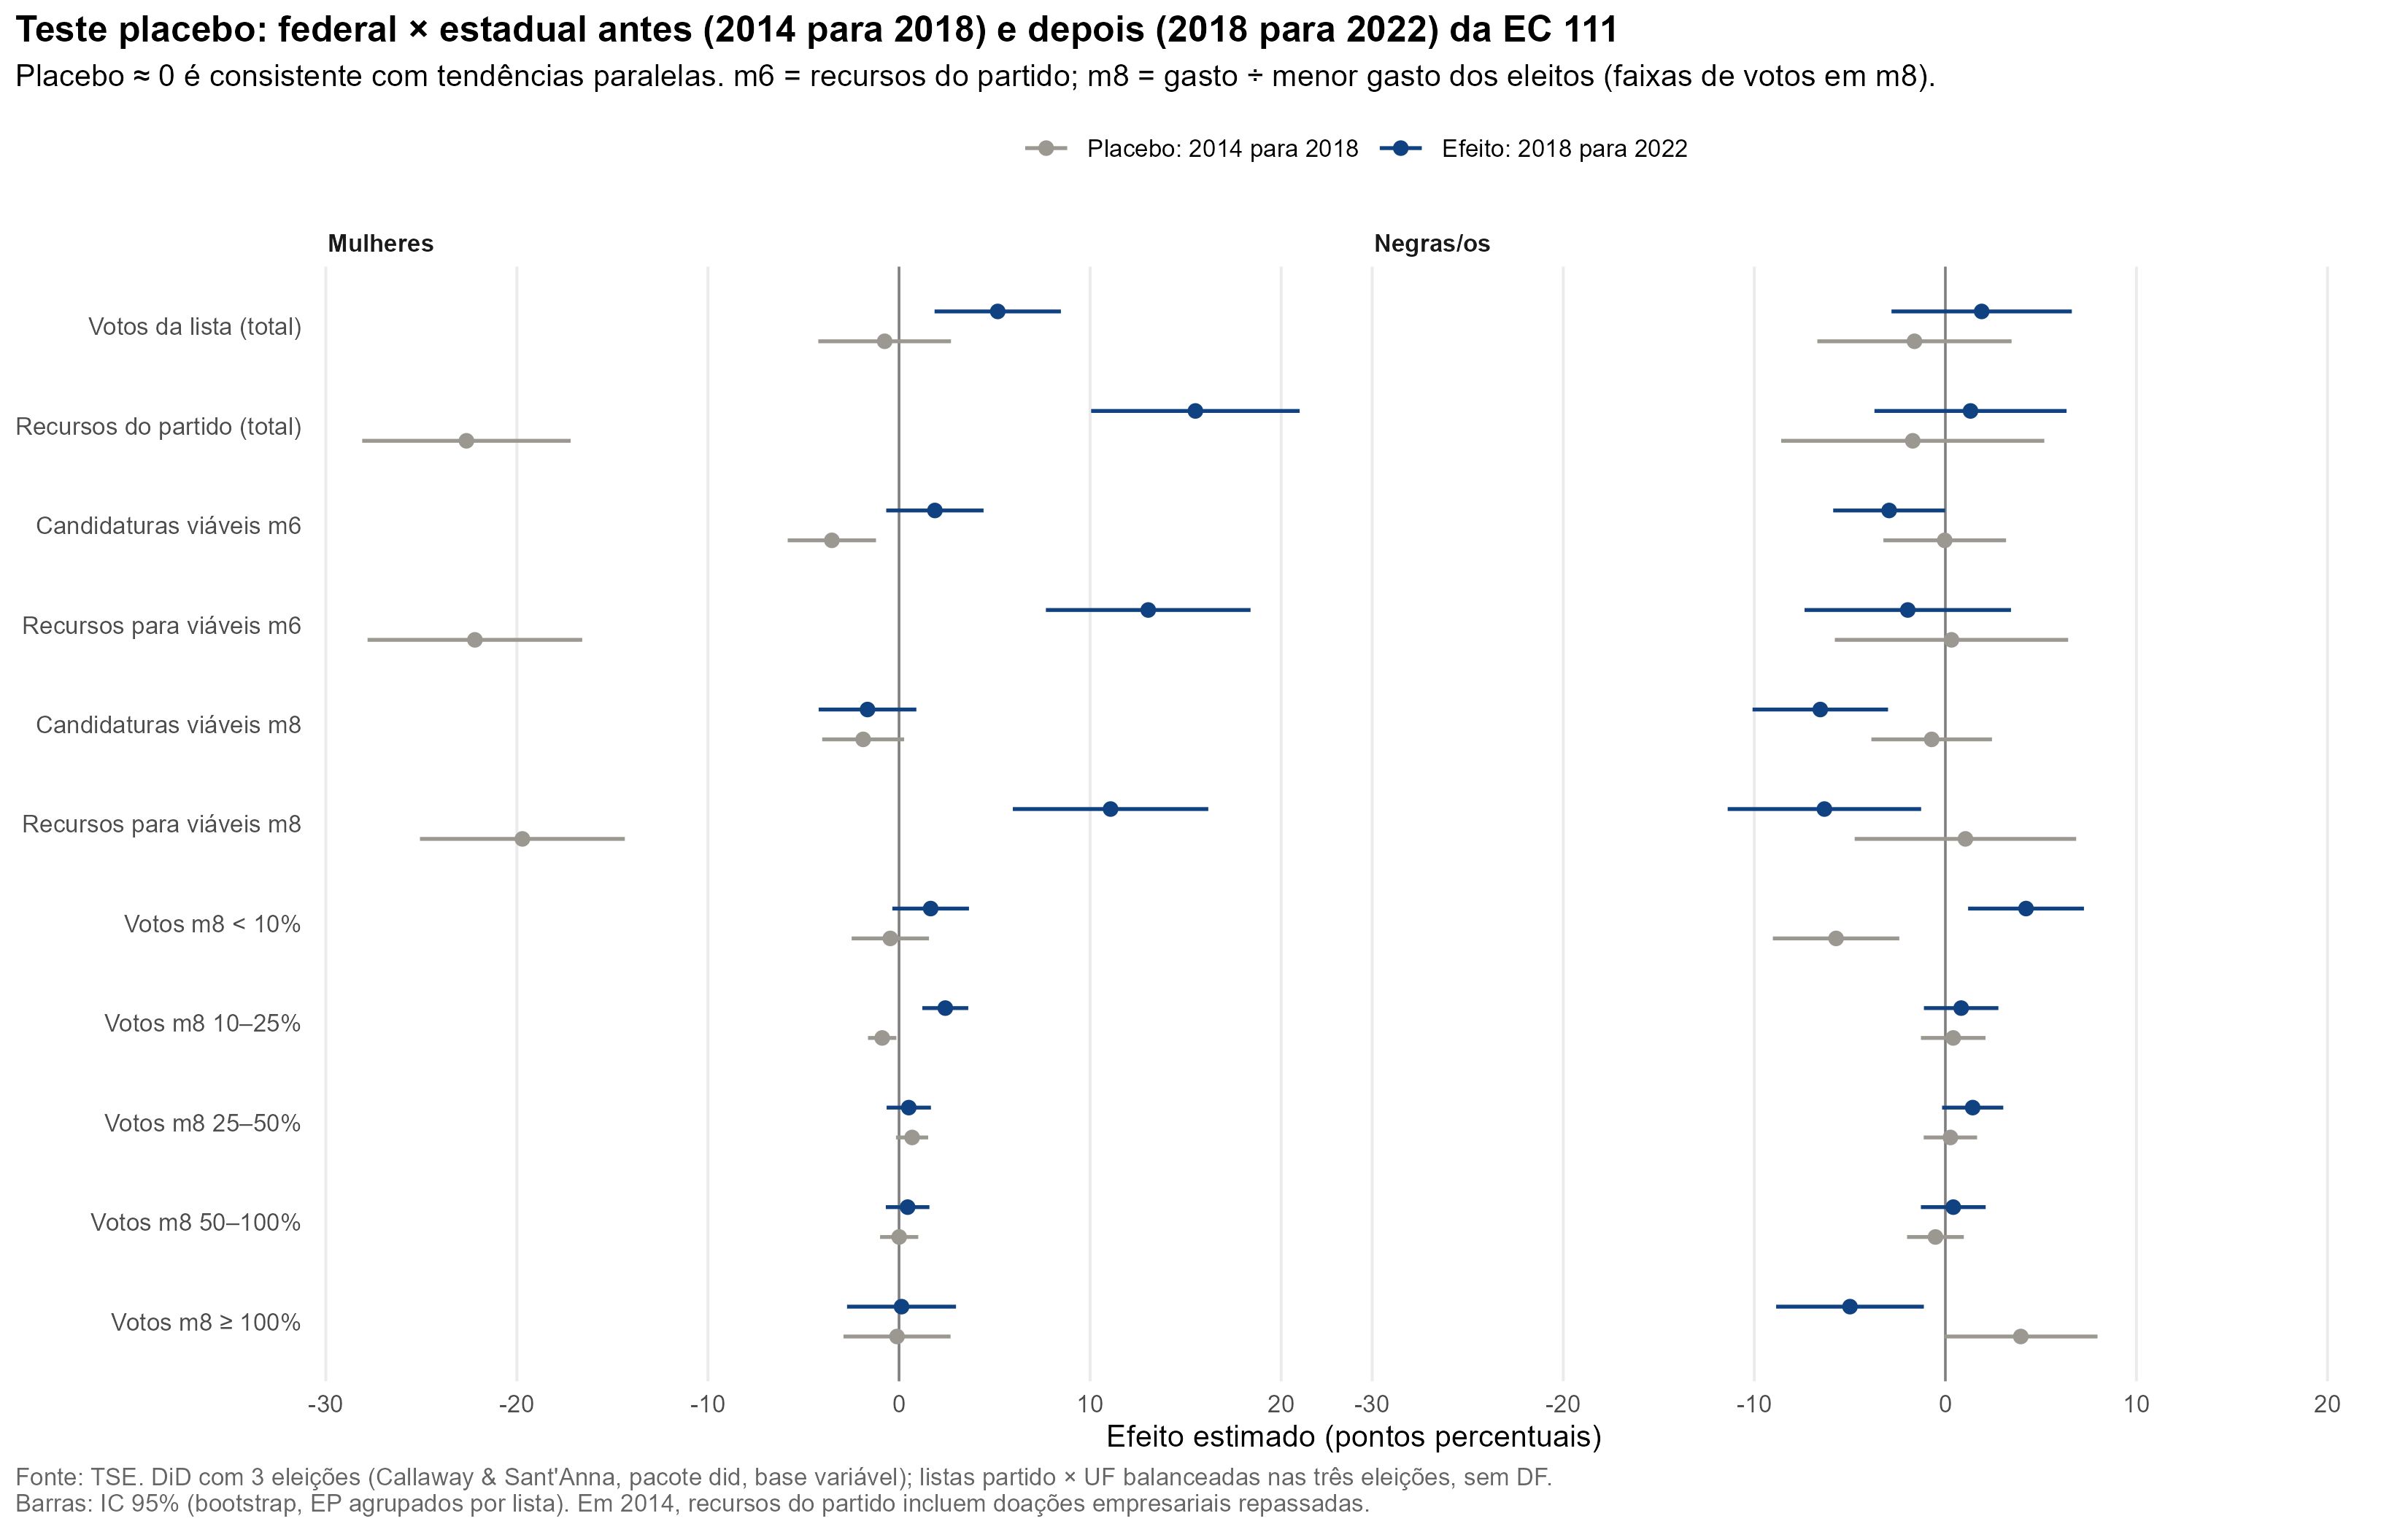 Teste placebo: federal × estadual antes (2014 para 2018) e depois (2018 para 2022) da EC 111
Placebo ≈ 0 é consistente com tendências paralelas. m6 = recursos do partido; m8 = gasto ÷ menor gasto dos eleitos (faixas de votos em m8).
Placebo: 2014 para 2018
Efeito: 2018 para 2022
Mulheres
Negras/os
Votos da lista (total)
Recursos do partido (total)
Candidaturas viáveis m6
Recursos para viáveis m6
Candidaturas viáveis m8
Recursos para viáveis m8
Votos m8 < 10%
Votos m8 10–25%
Votos m8 25–50%
Votos m8 50–100%
Votos m8 ≥ 100%
-30 -20 -10 0 10 20 -30 -20 -10 0 10 20
Efeito estimado (pontos percentuais)
Fonte: TSE. DiD com 3 eleições (Callaway & Sant'Anna, pacote did, base variável); listas partido × UF balanceadas nas três eleições, sem DF.
Barras: IC 95% (bootstrap, EP agrupados por lista). Em 2014, recursos do partido incluem doações empresariais repassadas.